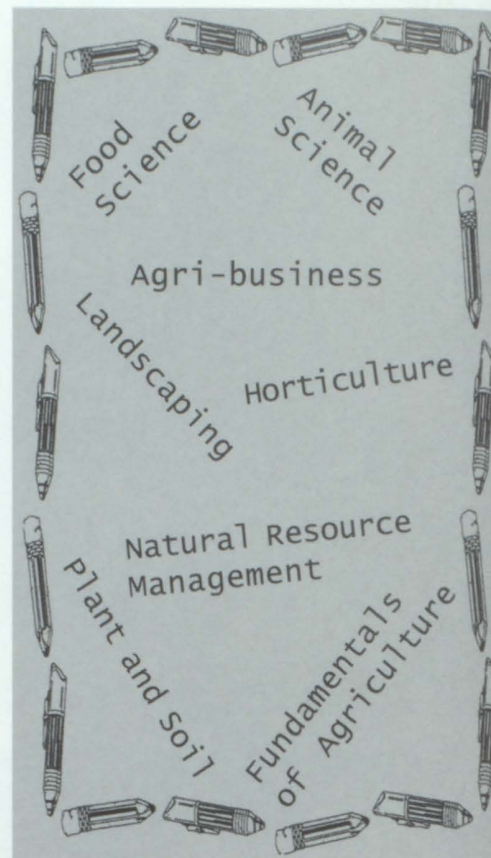 Food
Science
Animal
Science
Agri-business
Landscaping
Horticulture
Natural Resource
Management
Plant and Soil
Fundamentals
of Agriculture